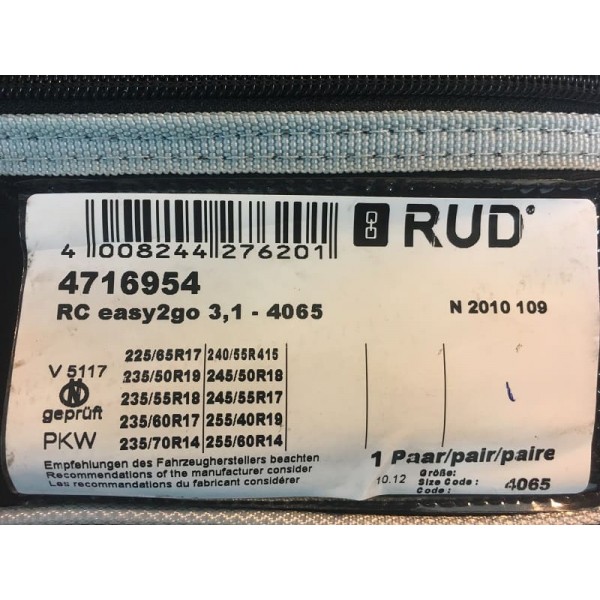 4 008244 276201
RUD®
4716954
RC easy2go 3,1 - 4065
N 2010 109
V 5117
N
geprüft
PKW
225/65R17 240/55R415
235/50R19 245/50R18
235/55R18 245/55R17
235/60R17 255/40R19
235/70R14 255/60R14
Empfehlungen des Fahrzeugherstellers beachten
Recommendations of the manufacturer consider
Les recommandations du fabricant considérer
1 Paar/pair/paire
10.12
Größe:
Size Code :
Code :
4065